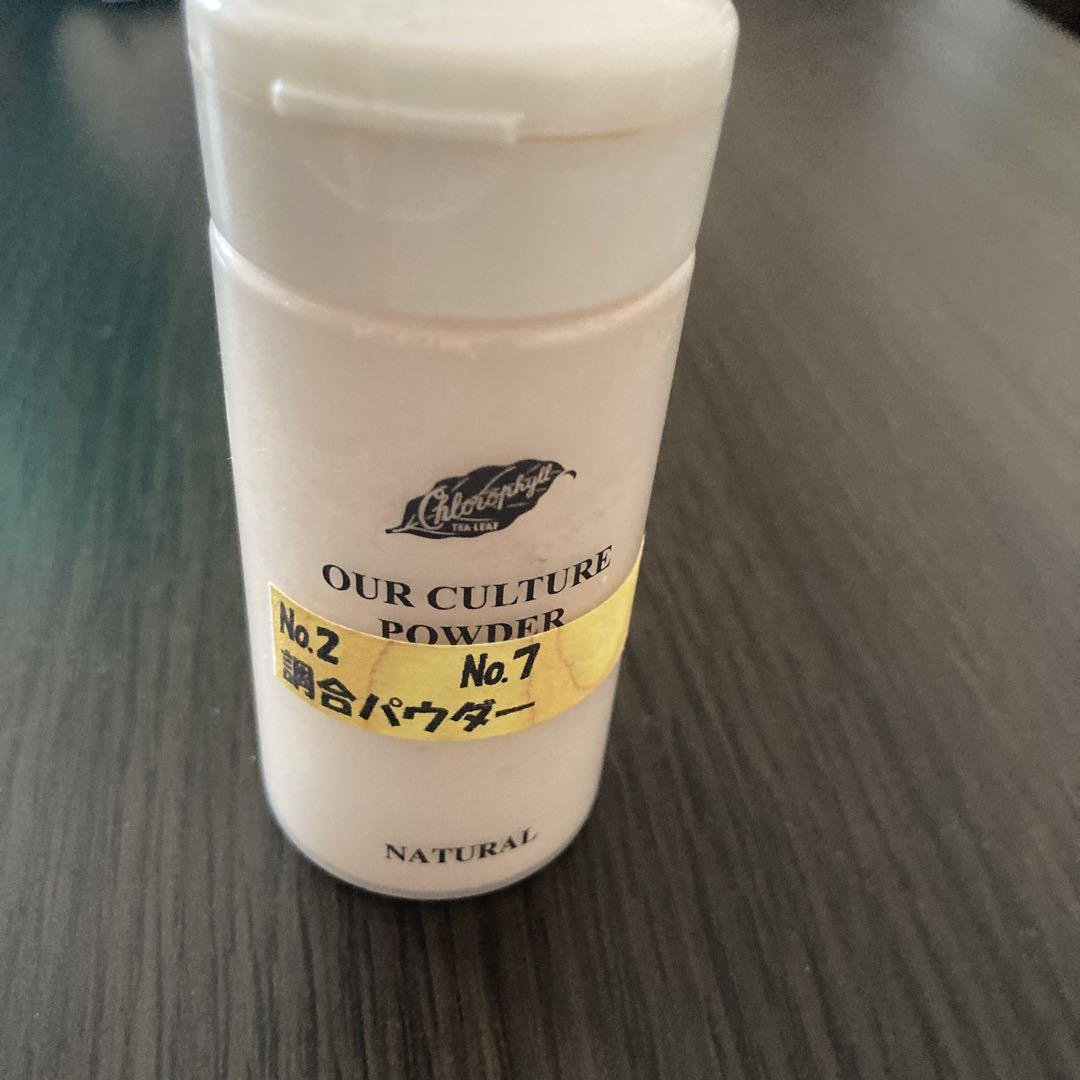 Chlorophyll
TEA-LEAF
OUR CULTURE
POWDER
No.2 No.7
調合パウダー
NATURAL